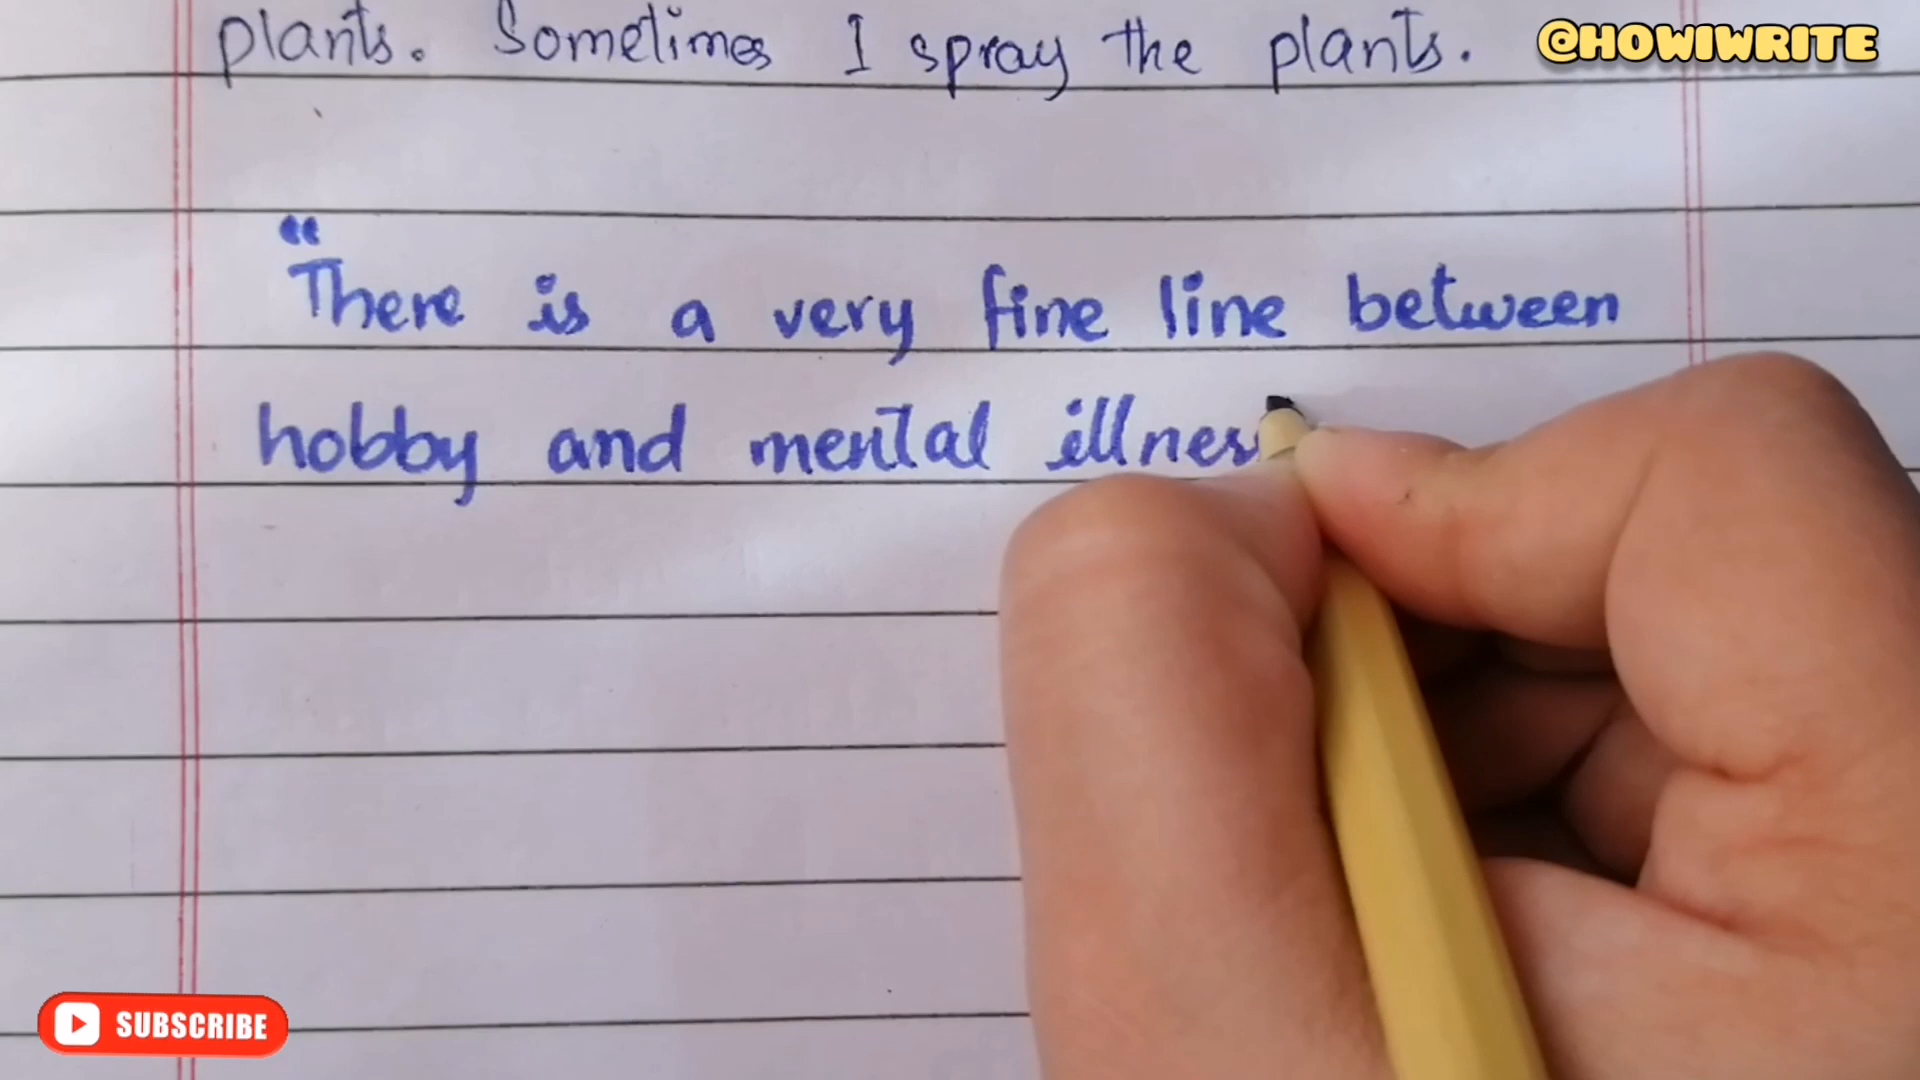 plants. Sometimes I spray the plants.
@HOWIWRITE
“There is a very fine line between
hobby and mental illnes
SUBSCRIBE